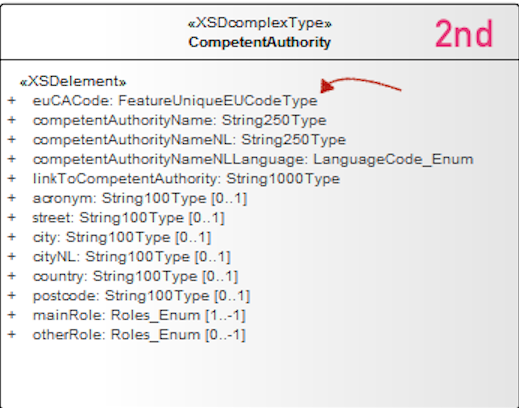 «XSDcomplexType»
CompetentAuthority
2nd
«XSDelement»
+ euCACode: FeatureUniqueEUCodeType
+ competentAuthorityName: String250Type
+ competentAuthorityNameNL: String250Type
+ competentAuthorityNameNLLanguage: LanguageCode_Enum
+ linkToCompetentAuthority: String1000Type
+ acronym: String100Type [0..1]
+ street: String100Type [0..1]
+ city: String100Type [0..1]
+ cityNL: String100Type [0..1]
+ country: String100Type [0..1]
+ postcode: String100Type [0..1]
+ mainRole: Roles_Enum [1..-1]
+ otherRole: Roles_Enum [0..-1]